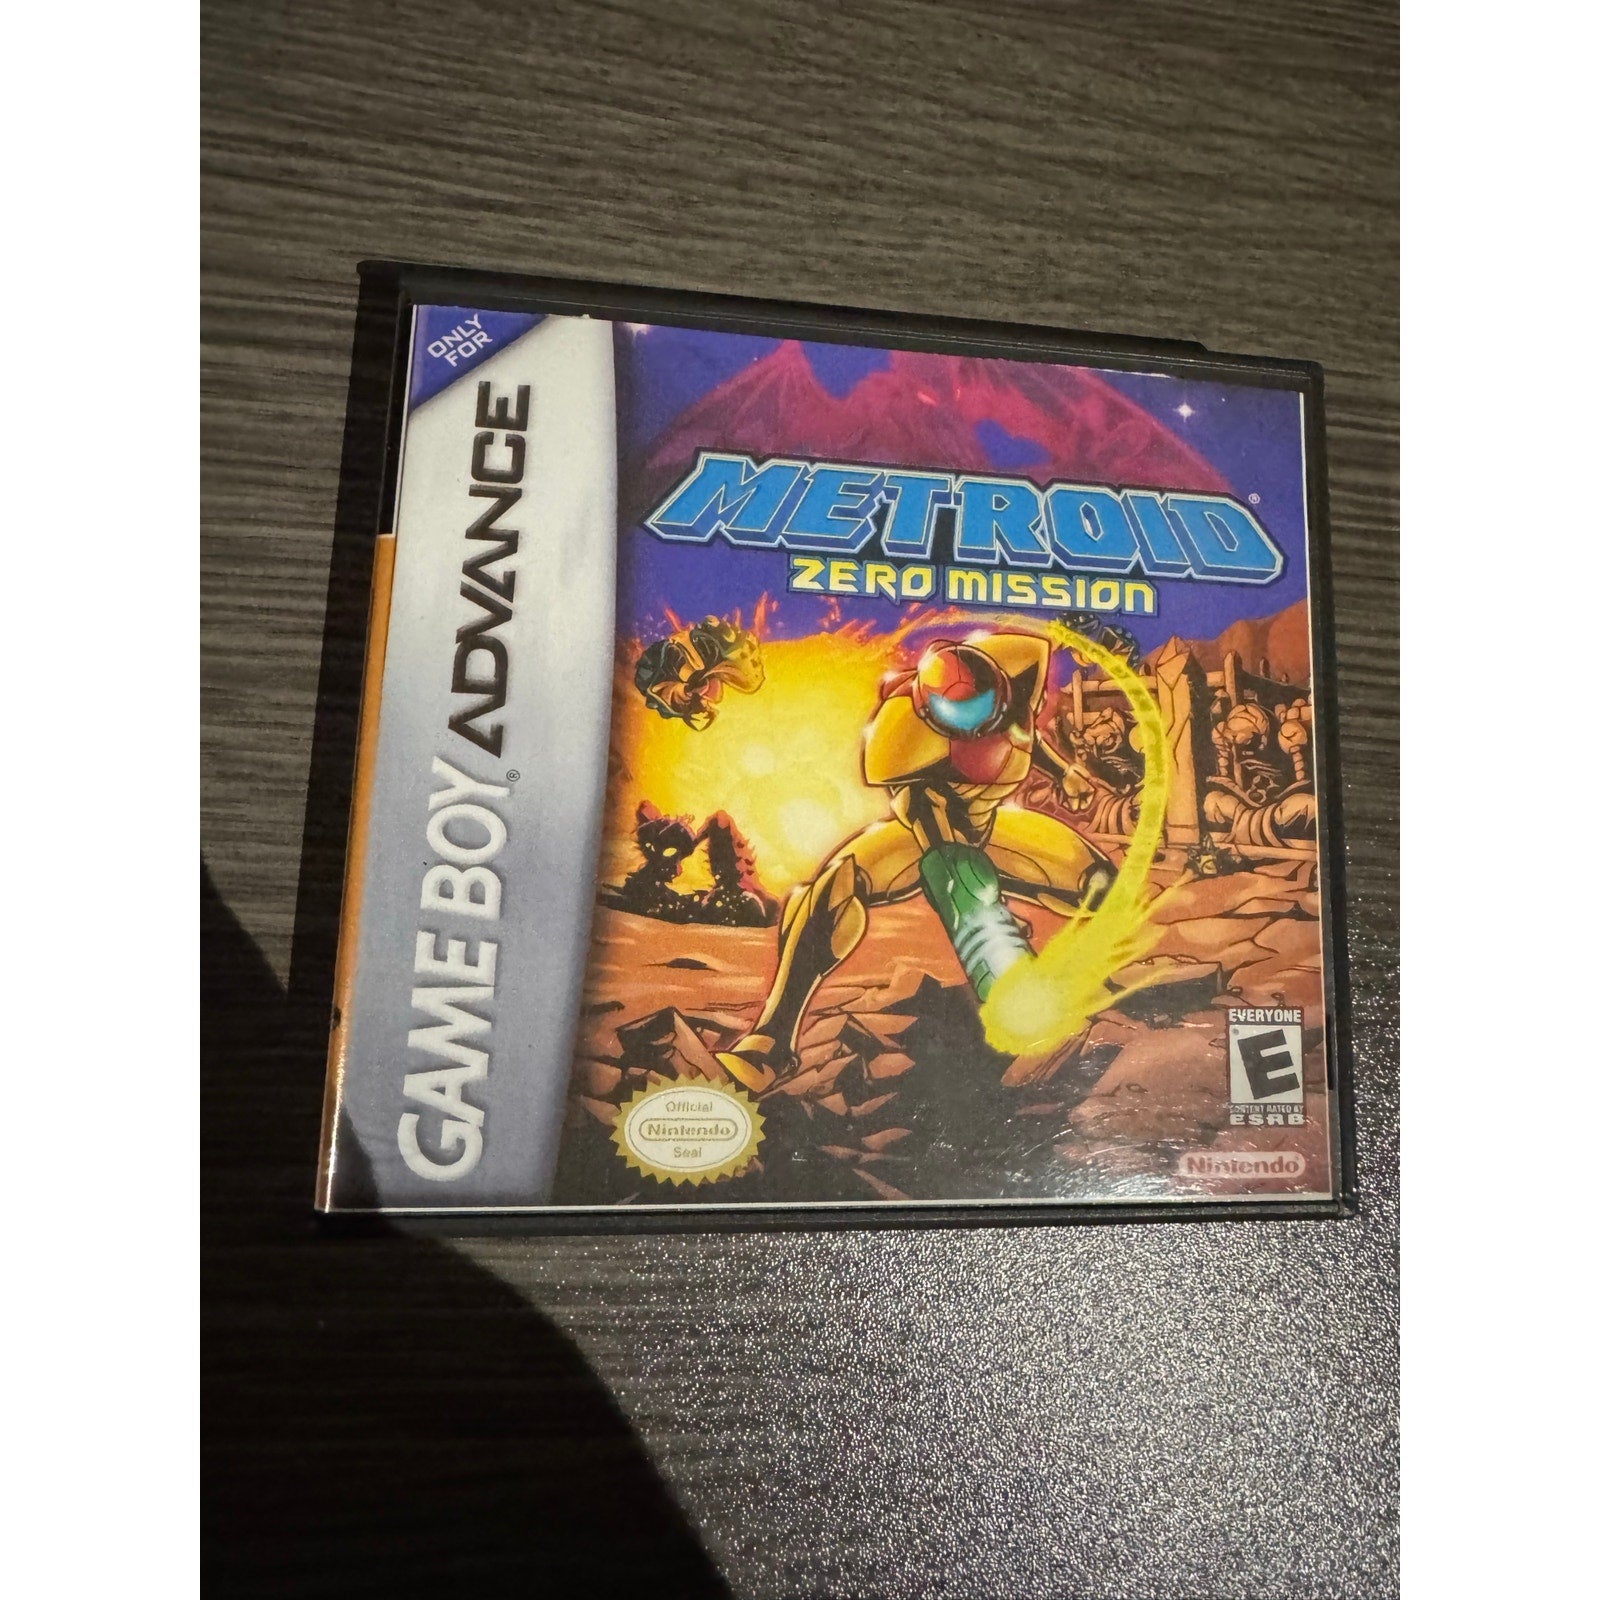 ONLY
FOR
GAME BOY ADVANCE
®
METROID®
ZERO MISSION
EVERYONE
E
CONTENT RATED BY
ESRB
Official
Nintendo
Seal
Nintendo